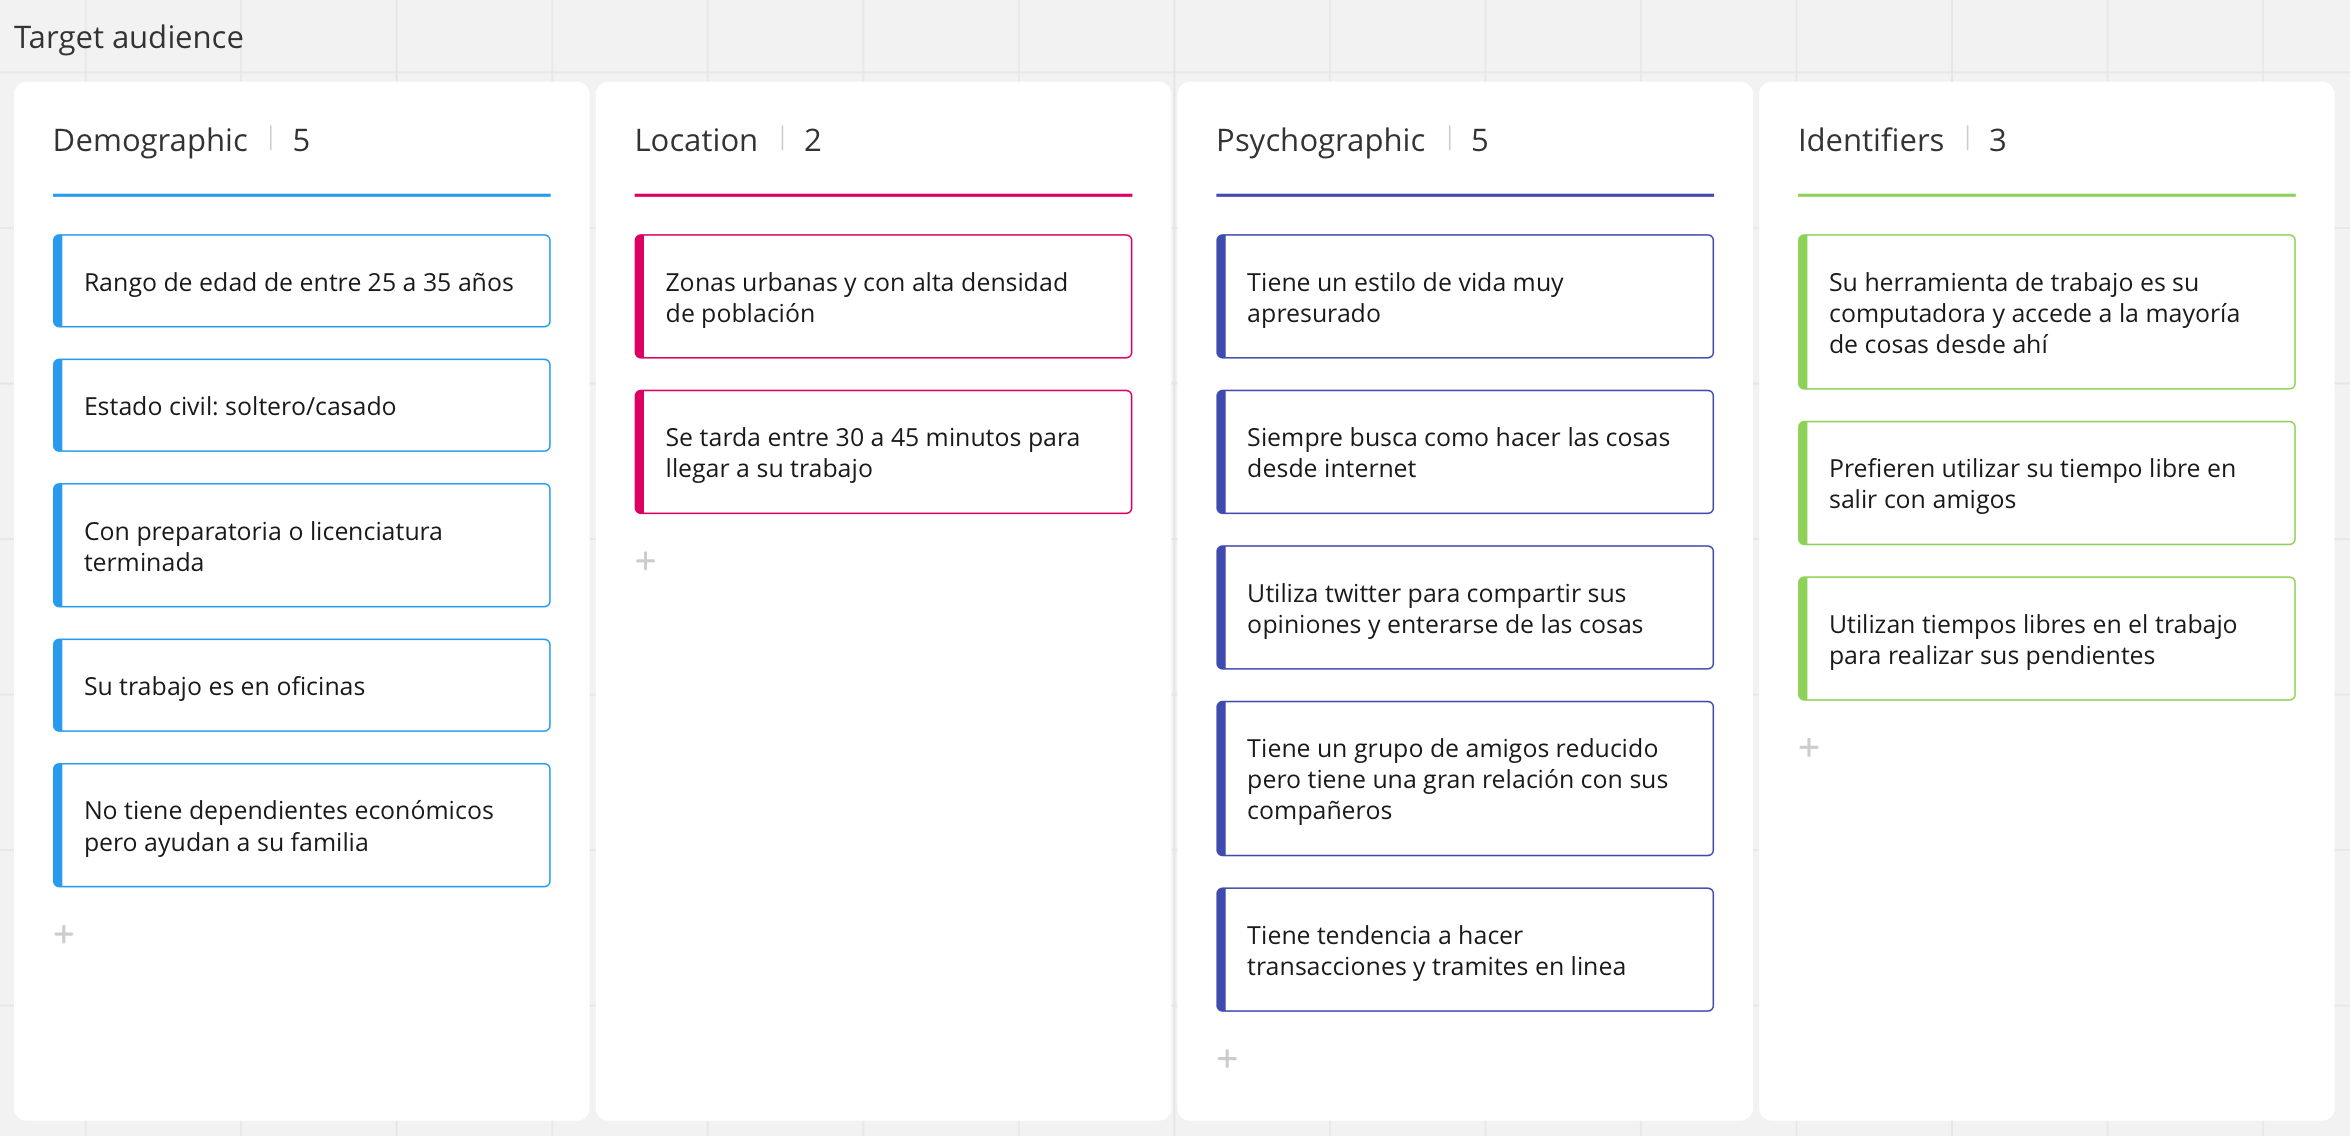 Target audience
Demographic | 5
Rango de edad de entre 25 a 35 años
Estado civil: soltero/casado
Con preparatoria o licenciatura
terminada
Su trabajo es en oficinas
No tiene dependientes económicos
pero ayudan a su familia
+
Location | 2
Zonas urbanas y con alta densidad
de población
Se tarda entre 30 a 45 minutos para
llegar a su trabajo
+
Psychographic | 5
Tiene un estilo de vida muy
apresurado
Siempre busca como hacer las cosas
desde internet
Utiliza twitter para compartir sus
opiniones y enterarse de las cosas
Tiene un grupo de amigos reducido
pero tiene una gran relación con sus
compañeros
Tiene tendencia a hacer
transacciones y tramites en linea
+
Identifiers | 3
Su herramienta de trabajo es su
computadora y accede a la mayoría
de cosas desde ahí
Prefieren utilizar su tiempo libre en
salir con amigos
Utilizan tiempos libres en el trabajo
para realizar sus pendientes
+